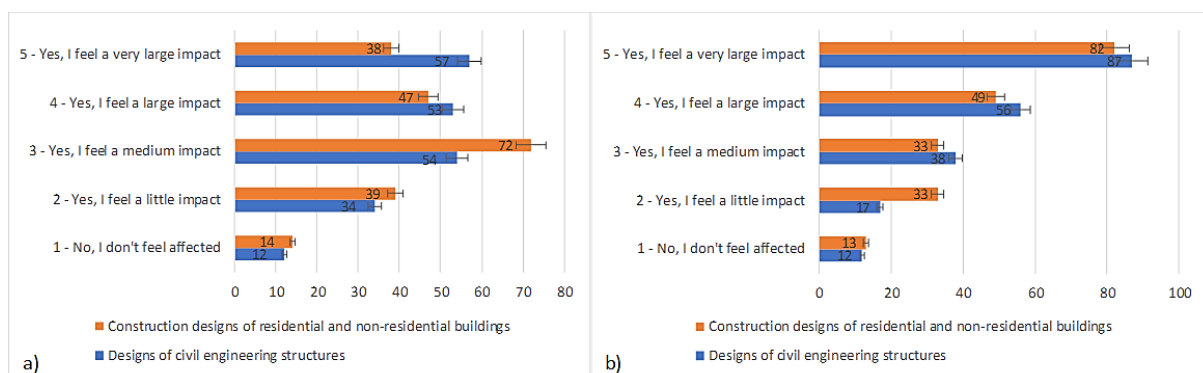 5 - Yes, I feel a very large impact
38
57
4 - Yes, I feel a large impact
47
53
3 - Yes, I feel a medium impact
72
54
2 - Yes, I feel a little impact
39
34
1 - No, I don't feel affected
14
12
0 10 20 30 40 50 60 70 80
Construction designs of residential and non-residential buildings
Designs of civil engineering structures
a)
5 - Yes, I feel a very large impact
82
87
4 - Yes, I feel a large impact
49
56
3 - Yes, I feel a medium impact
33
38
2 - Yes, I feel a little impact
33
17
1 - No, I don't feel affected
13
12
0 20 40 60 80 100
Construction designs of residential and non-residential buildings
Designs of civil engineering structures
b)